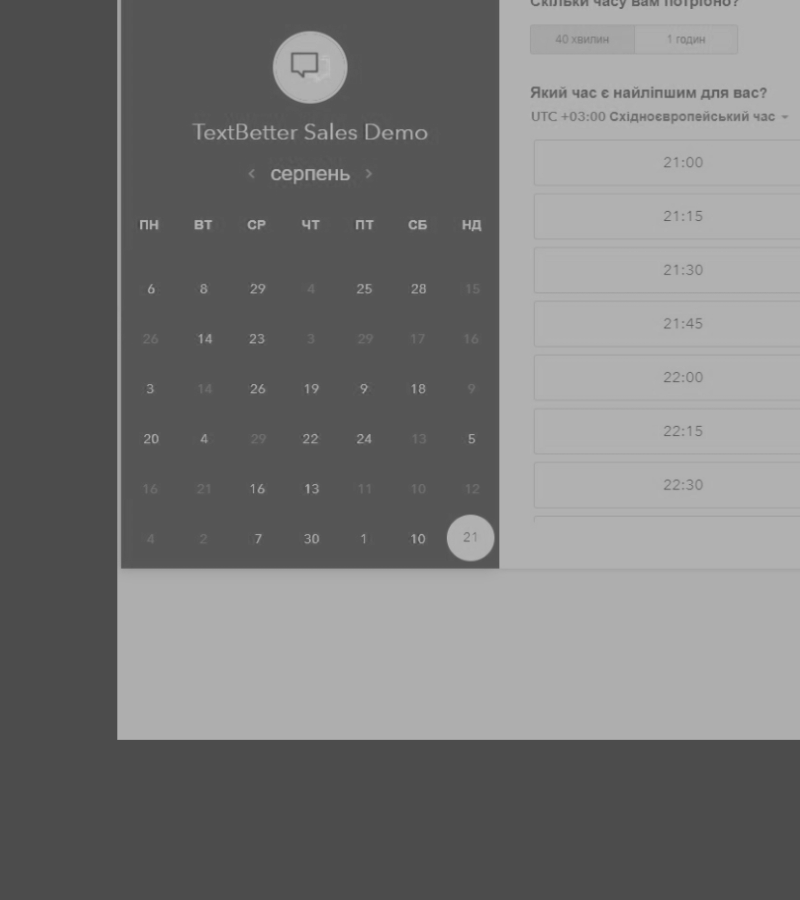 TextBetter Sales Demo
серпень
ПН ВТ СР ЧТ ПТ СБ НД
6 8 29 4 25 28 15
26 14 23 3 29 17 16
3 14 26 19 9 18 9
20 4 29 22 24 13 5
16 21 16 13 11 10 12
4 2 7 30 1 10 21
Скільки часу вам потрібно?
40 хвилин 1 годин
Який час є найліпшим для вас?
UTC +03:00 Східноєвропейський час
21:00
21:15
21:30
21:45
22:00
22:15
22:30